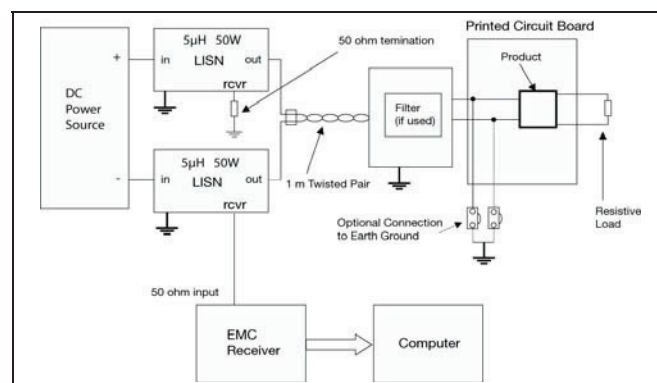 Printed Circuit Board
5µH 50W
LISN
in
out
rcvr
50 ohm temination
+
DC
Power
Source
-
Product
Filter
(if used)
5µH 50W
LISN
in
out
rcvr
1 m Twisted Pair
Optional Connection
to Earth Ground
Resistive
Load
50 ohm input
EMC
Receiver
Computer